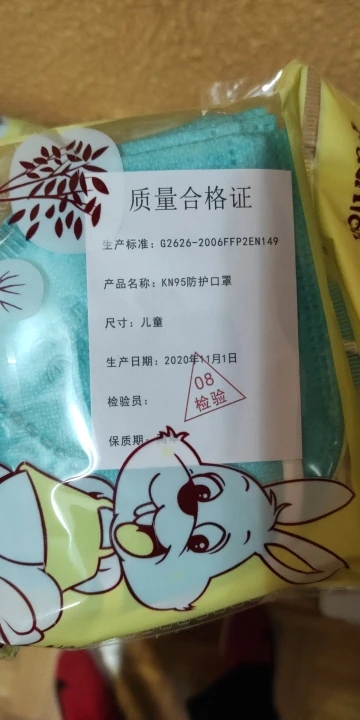 质量合格证
生产标准：G2626-2006FFP2EN149
产品名称：KN95防护口罩
尺寸：儿童
生产日期：2020年11月1日
检验员：
08
检验
保质期：